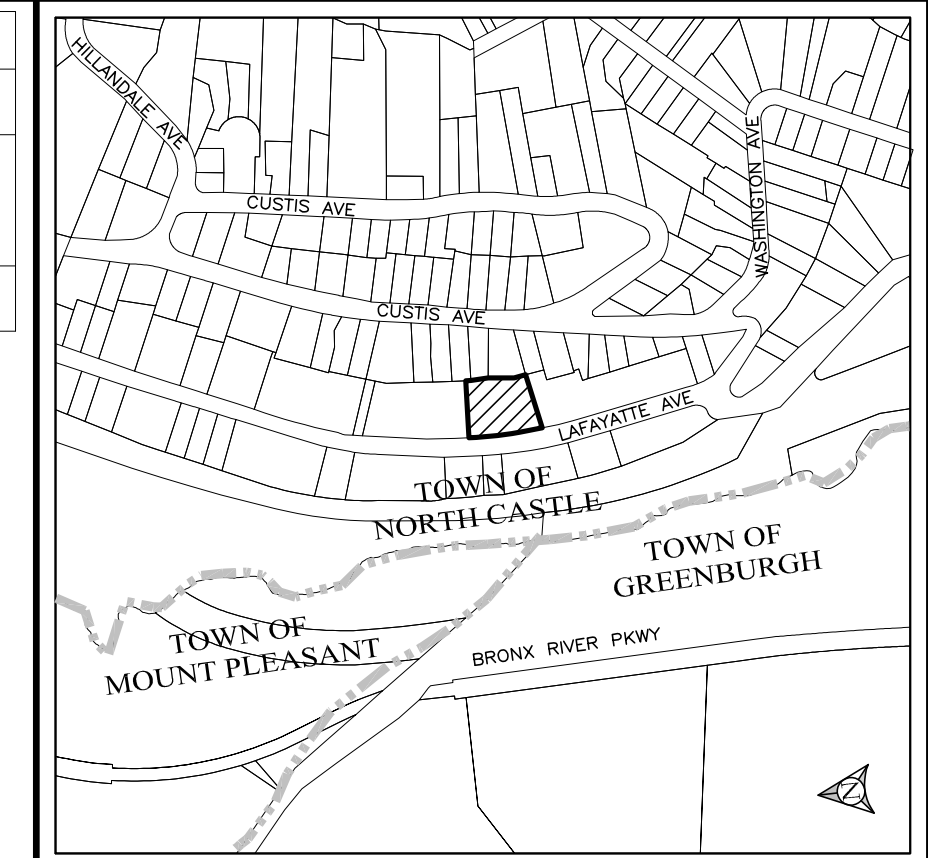 HILLANDALE AVE
WASHINGTON AVE
CUSTIS AVE
CUSTIS AVE
LAFAYATTE AVE
TOWN OF
NORTH CASTLE
TOWN OF
GREENBURGH
TOWN OF
MOUNT PLEASANT
BRONX RIVER PKWY
N